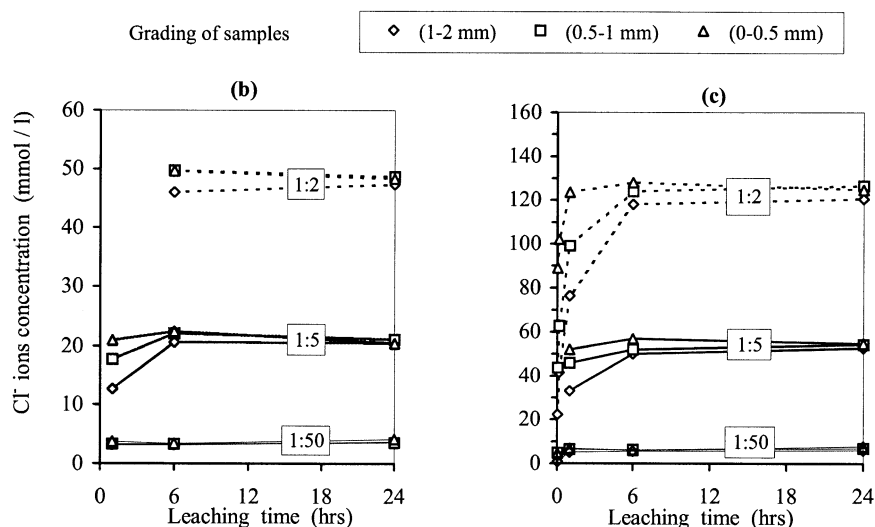 Grading of samples
(1-2 mm) (0.5-1 mm) (0-0.5 mm)
(b)
Cl⁻ ions concentration (mmol / l)
60
50
40
30
20
10
0
1:2
1:5
1:50
0 6 12 18 24
Leaching time (hrs)
(c)
160
140
120
100
80
60
40
20
0
1:2
1:5
1:50
0 6 12 18 24
Leaching time (hrs)